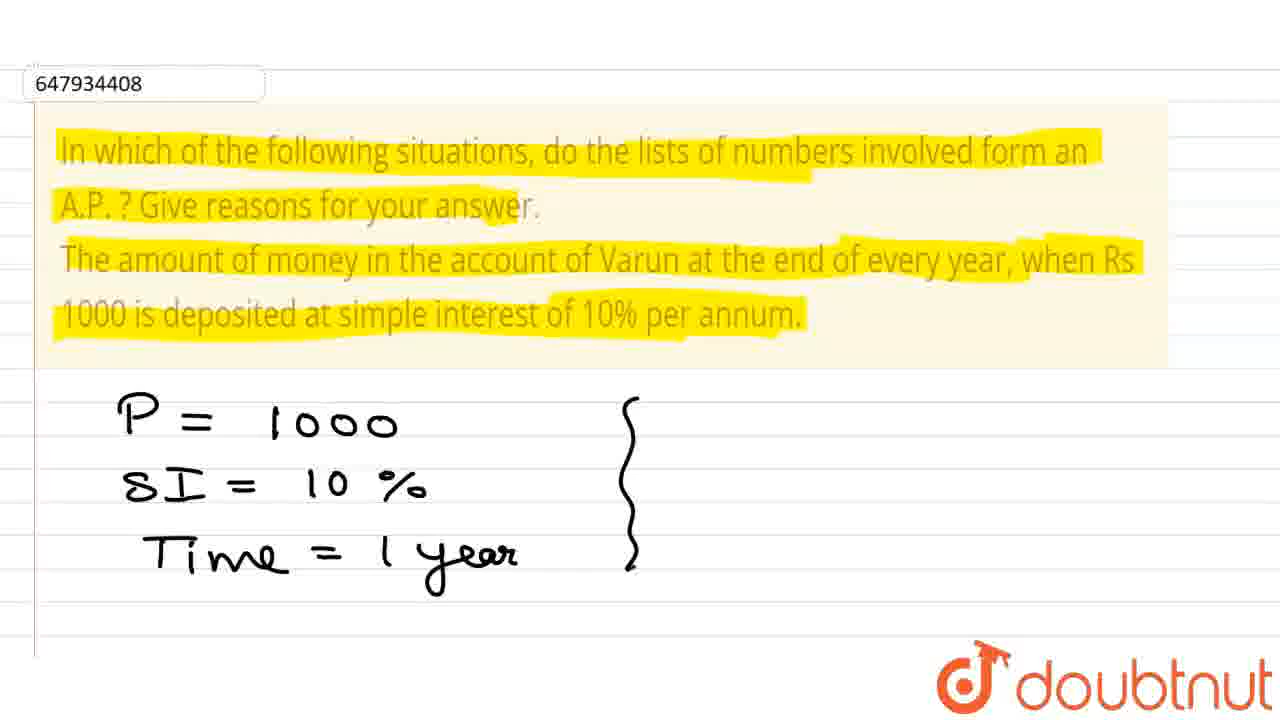 647934408
In which of the following situations, do the lists of numbers involved form an
A.P. ? Give reasons for your answer.
The amount of money in the account of Varun at the end of every year, when Rs
1000 is deposited at simple interest of 10% per annum.
P = 1000
SI = 10 %
Time = 1 year
doubtnut